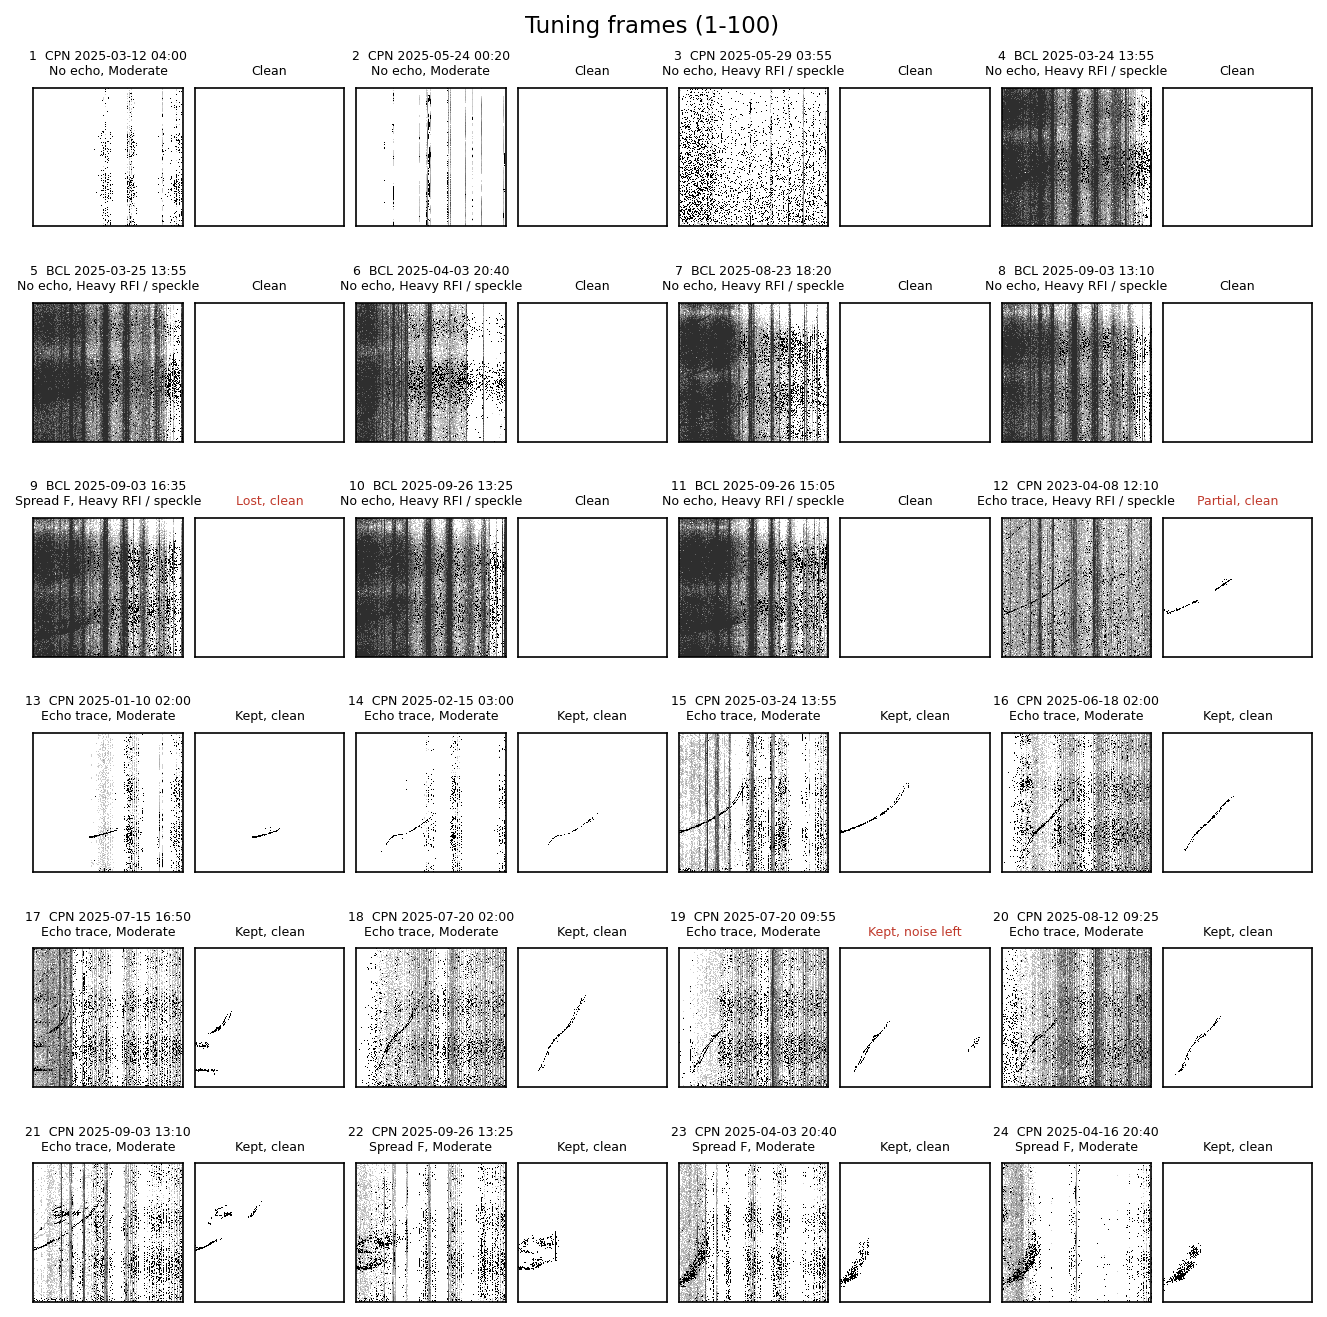 Tuning frames (1-100)
1 CPN 2025-03-12 04:00
No echo, Moderate
Clean
2 CPN 2025-05-24 00:20
No echo, Moderate
Clean
3 CPN 2025-05-29 03:55
No echo, Heavy RFI / speckle
Clean
4 BCL 2025-03-24 13:55
No echo, Heavy RFI / speckle
Clean
5 BCL 2025-03-25 13:55
No echo, Heavy RFI / speckle
Clean
6 BCL 2025-04-03 20:40
No echo, Heavy RFI / speckle
Clean
7 BCL 2025-08-23 18:20
No echo, Heavy RFI / speckle
Clean
8 BCL 2025-09-03 13:10
No echo, Heavy RFI / speckle
Clean
9 BCL 2025-09-03 16:35
Spread F, Heavy RFI / speckle
Lost, clean
10 BCL 2025-09-26 13:25
No echo, Heavy RFI / speckle
Clean
11 BCL 2025-09-26 15:05
No echo, Heavy RFI / speckle
Clean
12 CPN 2023-04-08 12:10
Echo trace, Heavy RFI / speckle
Partial, clean
13 CPN 2025-01-10 02:00
Echo trace, Moderate
Kept, clean
14 CPN 2025-02-15 03:00
Echo trace, Moderate
Kept, clean
15 CPN 2025-03-24 13:55
Echo trace, Moderate
Kept, clean
16 CPN 2025-06-18 02:00
Echo trace, Moderate
Kept, clean
17 CPN 2025-07-15 16:50
Echo trace, Moderate
Kept, clean
18 CPN 2025-07-20 02:00
Echo trace, Moderate
Kept, clean
19 CPN 2025-07-20 09:55
Echo trace, Moderate
Kept, noise left
20 CPN 2025-08-12 09:25
Echo trace, Moderate
Kept, clean
21 CPN 2025-09-03 13:10
Echo trace, Moderate
Kept, clean
22 CPN 2025-09-26 13:25
Spread F, Moderate
Kept, clean
23 CPN 2025-04-03 20:40
Spread F, Moderate
Kept, clean
24 CPN 2025-04-16 20:40
Spread F, Moderate
Kept, clean